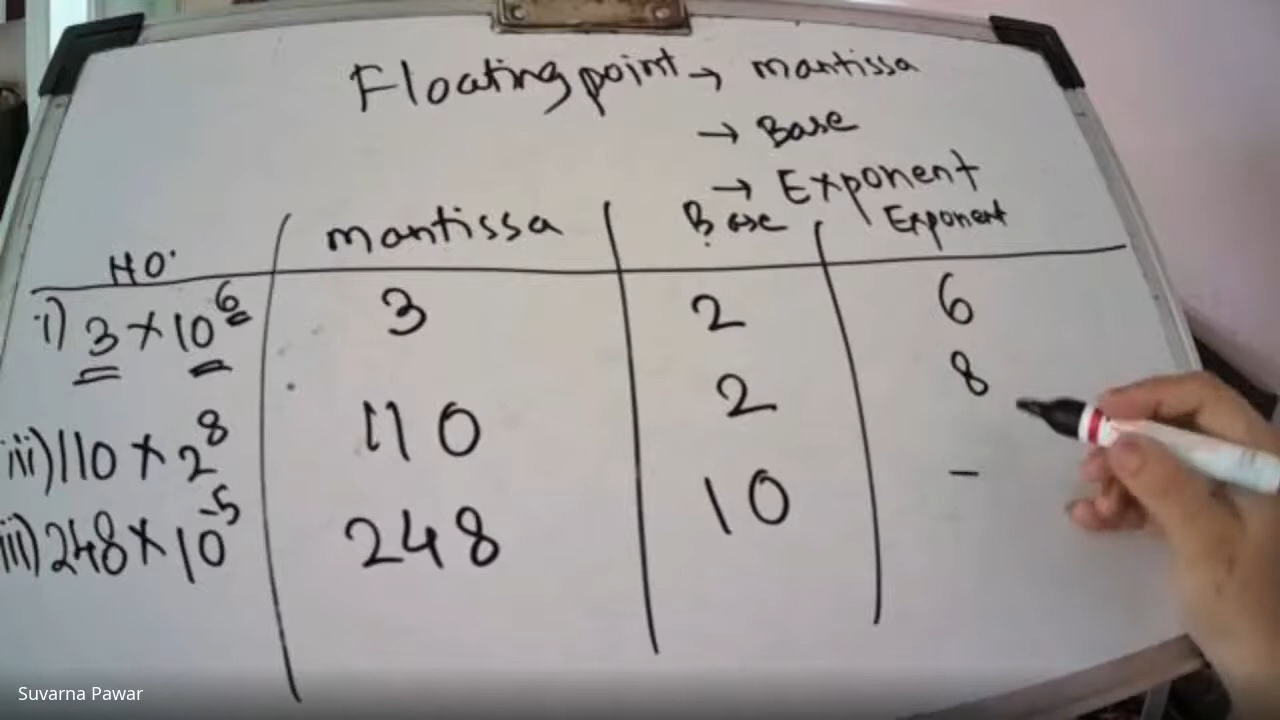 Floating point → mantissa
→ Base
→ Exponent
NO. mantissa Base Exponent
i) 3 × 10^6 3 2 6
iii) 110 × 2^8 110 2 8
iii) 248 × 10^-5 248 10 –
Suvarna Pawar